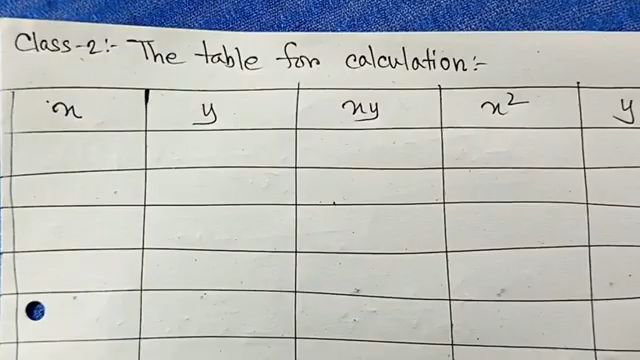 Class-2:- The table for calculation:-
x y xy x² y